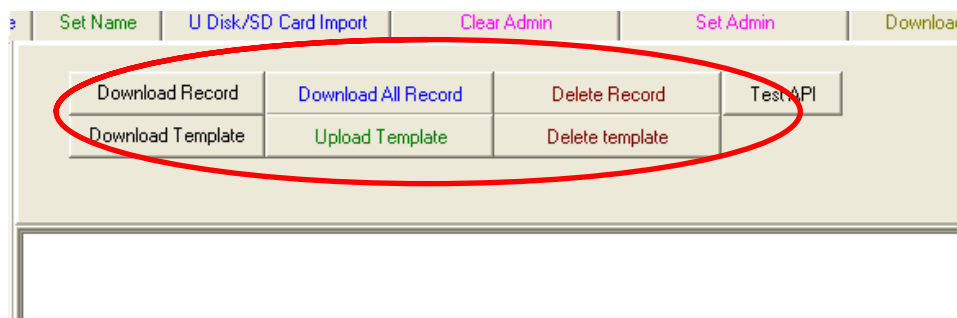 e Set Name U Disk/SD Card Import Clear Admin Set Admin Download
Download Record Download All Record Delete Record Test API
Download Template Upload Template Delete template